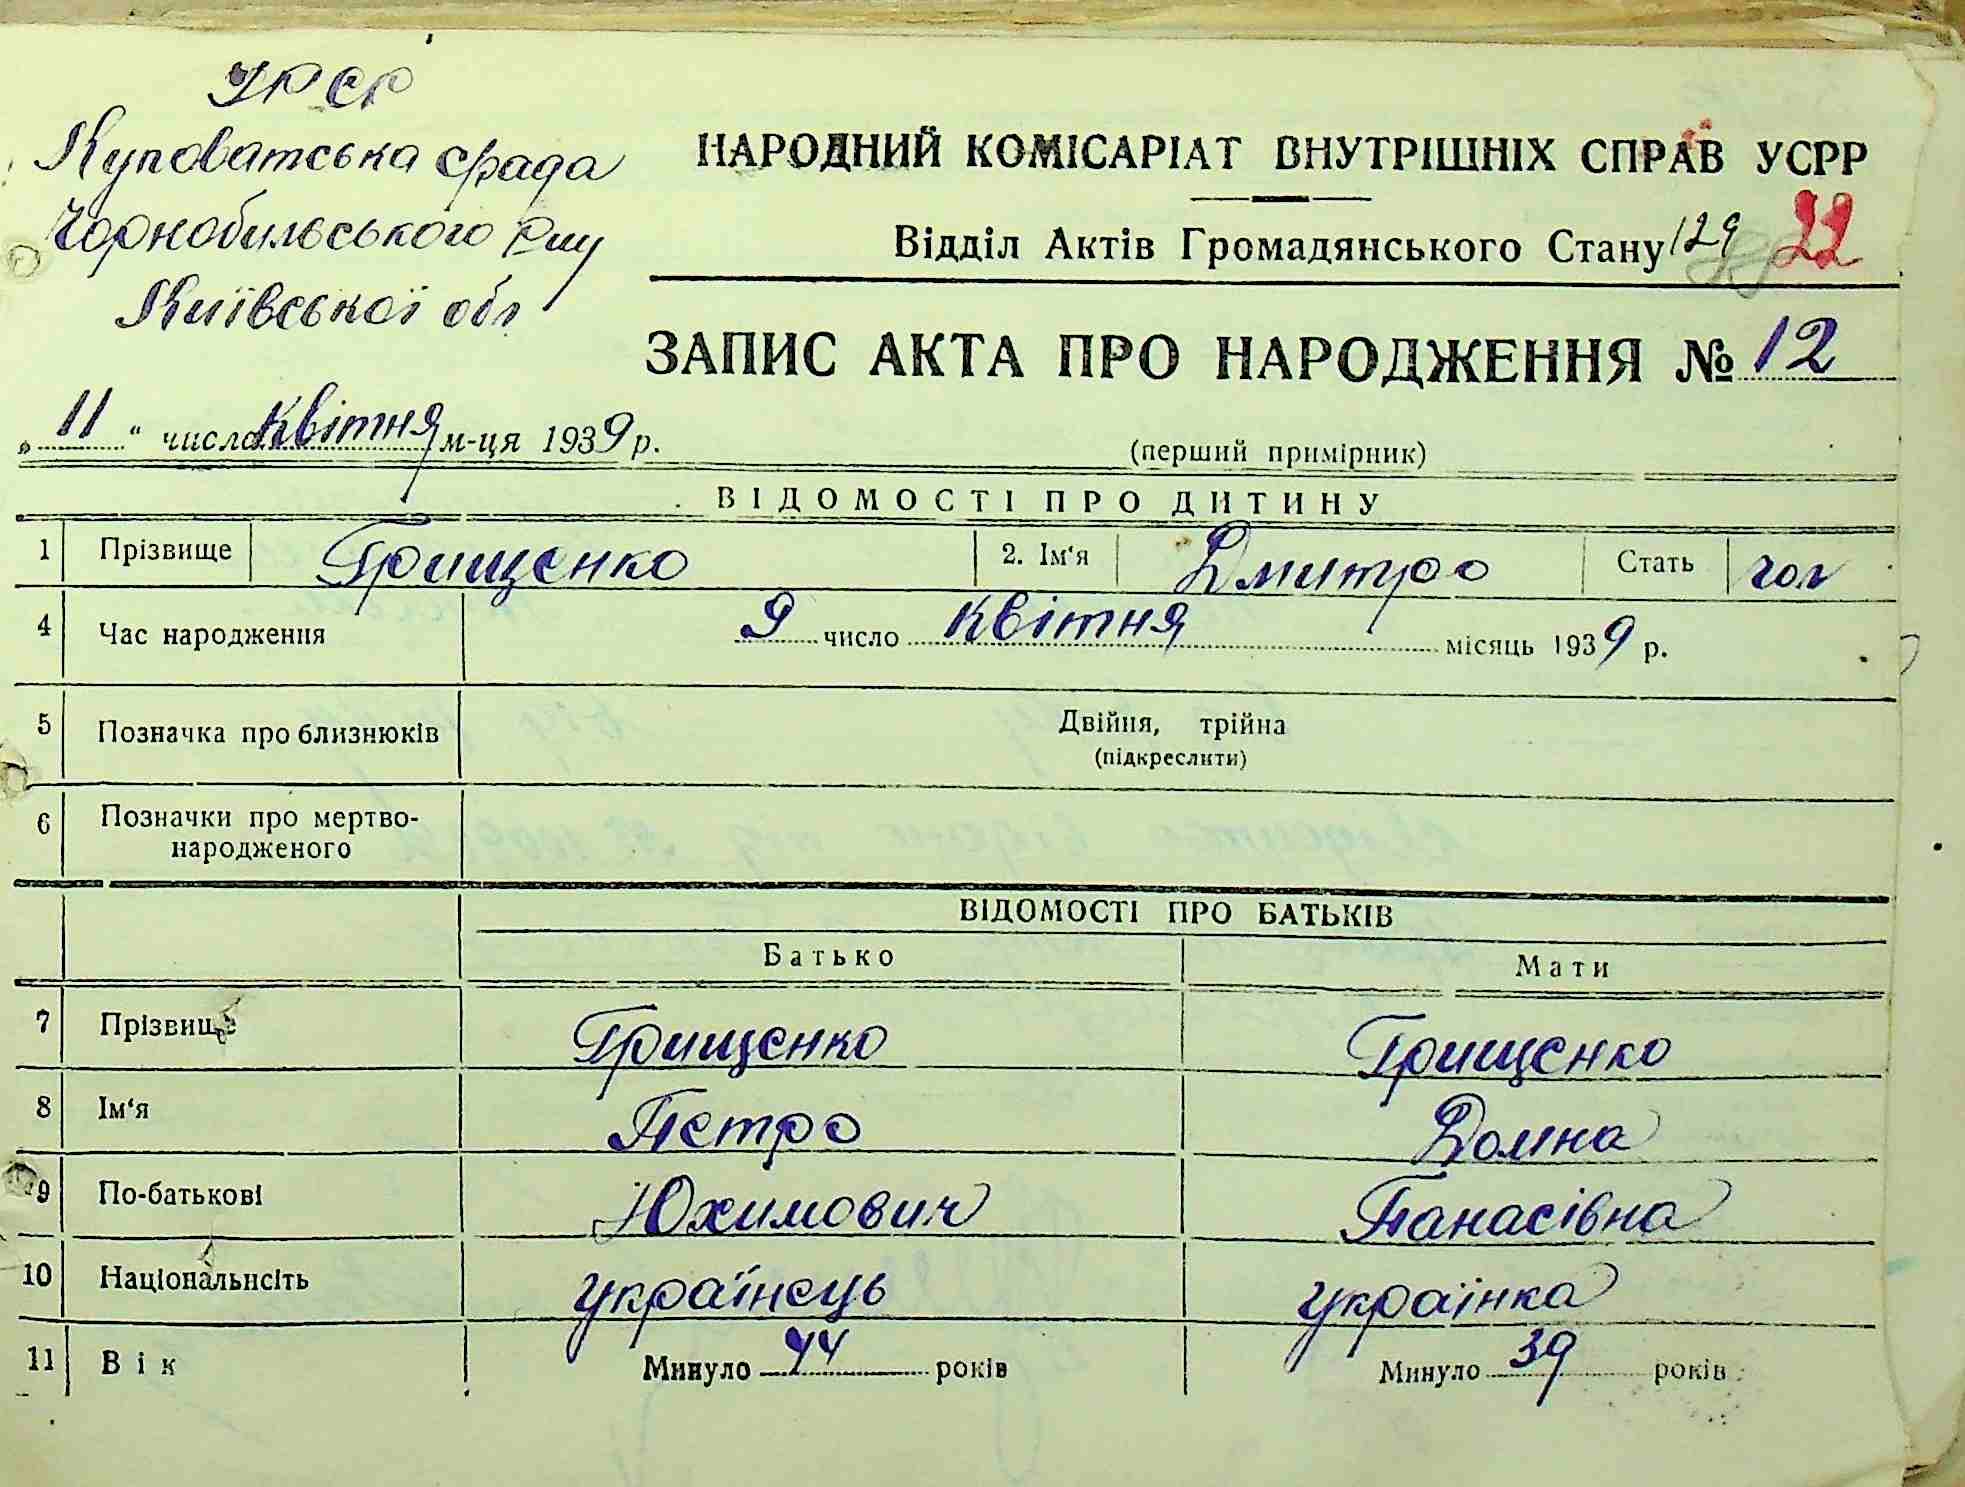 УРСР
Куповатська с/рада
Чорнобильського р-ну
Київської обл
НАРОДНИЙ КОМІСАРІАТ ВНУТРІШНІХ СПРАВ УСРР
Відділ Актів Громадянського Стану 129 22
ЗАПИС АКТА ПРО НАРОДЖЕННЯ № 12
„ 11 “ число квітня м-ця 1939 р.
(перший примірник)
ВІДОМОСТІ ПРО ДИТИНУ
1 Прізвище Грищенко 2. Ім‘я Дмитро Стать чол
4 Час народження 9 число квітня місяць 1939 р.
5 Позначка про близнюків Двійня, трійна
(підкреслити)
6 Позначки про мертво-
народженого
ВІДОМОСТІ ПРО БАТЬКІВ
Батько Мати
7 Прізвище Грищенко Грищенко
8 Ім‘я Петро Домна
9 По-батькові Юхимович Панасівна
10 Національнсіть українець українка
11 Вік Минуло 44 років Минуло 39 років